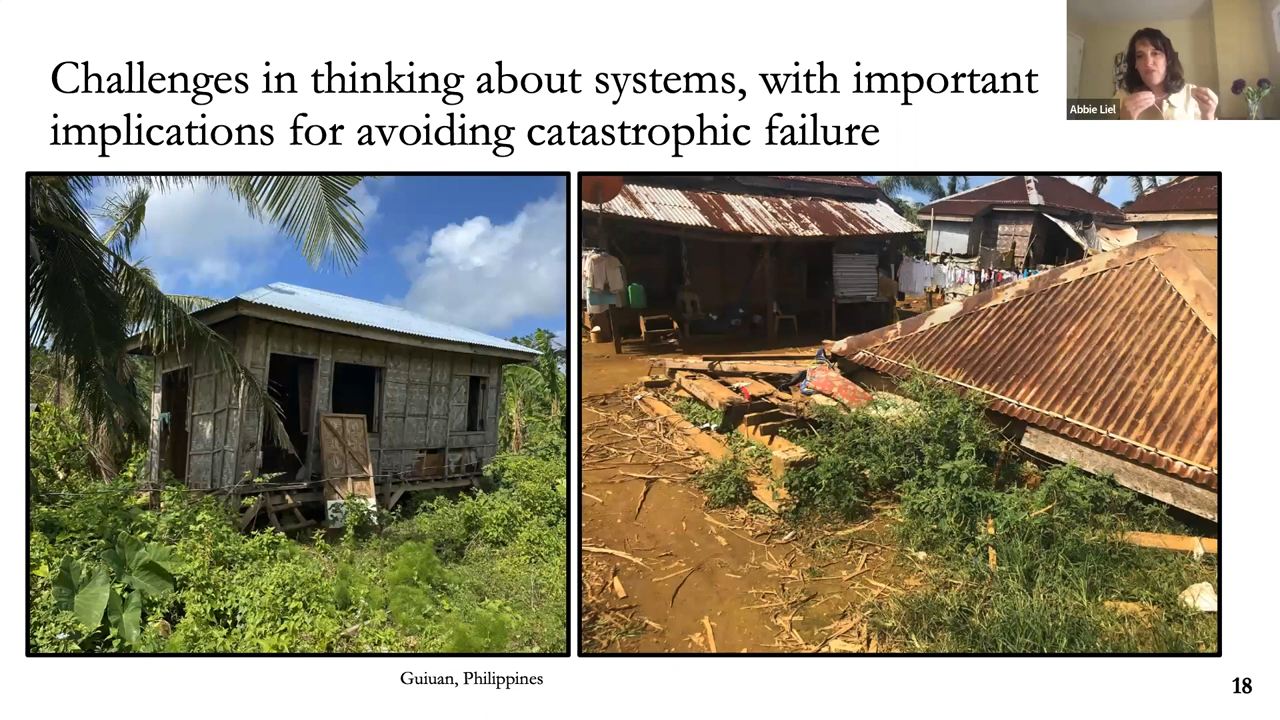 Challenges in thinking about systems, with important
implications for avoiding catastrophic failure
Abbie Liel
Guiuan, Philippines
18